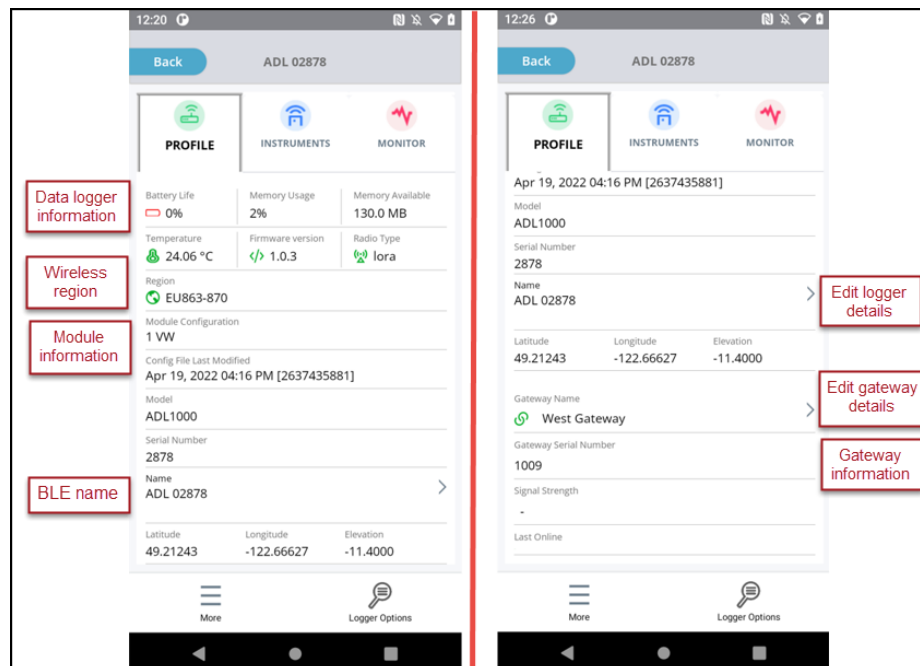 12:20
Back
ADL 02878
PROFILE
INSTRUMENTS
MONITOR
Data logger
information
Battery Life
Memory Usage
Memory Available
0%
2%
130.0 MB
Temperature
Firmware version
Radio Type
24.06 °C
1.0.3
lora
Wireless
region
Region
EU863-870
Module
information
Module Configuration
1 VW
Config File Last Modified
Apr 19, 2022 04:16 PM [2637435881]
Model
ADL1000
Serial Number
2878
BLE name
Name
ADL 02878
Latitude
Longitude
Elevation
49.21243
-122.66627
-11.4000
More
Logger Options
12:26
Back
ADL 02878
PROFILE
INSTRUMENTS
MONITOR
Apr 19, 2022 04:16 PM [2637435881]
Model
ADL1000
Serial Number
2878
Name
ADL 02878
Edit logger
details
Latitude
Longitude
Elevation
49.21243
-122.66627
-11.4000
Gateway Name
West Gateway
Edit gateway
details
Gateway Serial Number
1009
Gateway
information
Signal Strength
-
Last Online
More
Logger Options